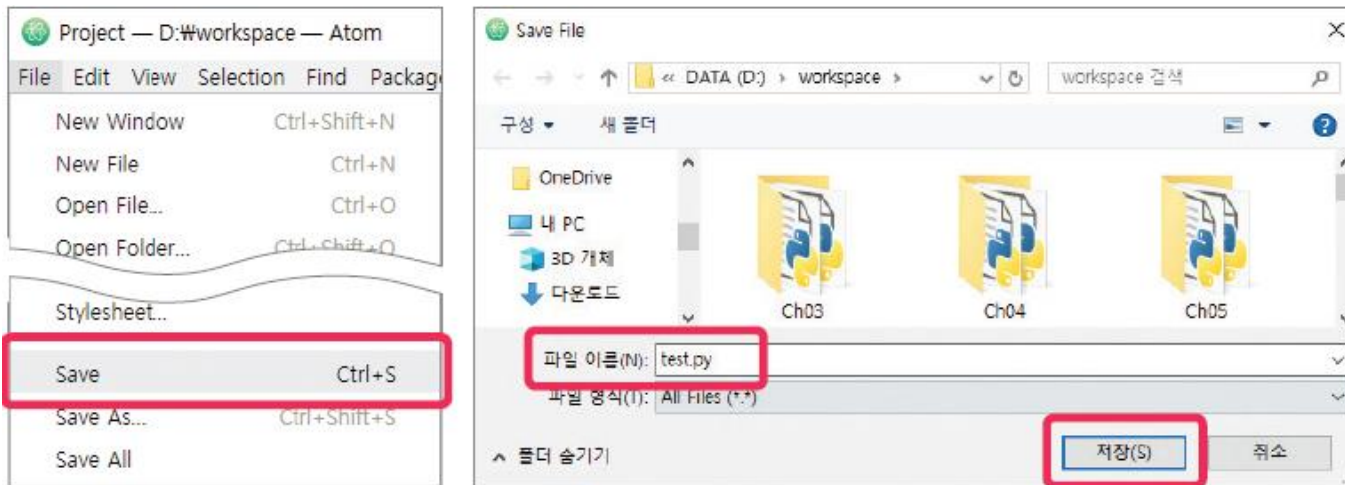 Project — D:₩workspace — Atom
File Edit View Selection Find Packag
New Window Ctrl+Shift+N
New File Ctrl+N
Open File... Ctrl+O
Open Folder... Ctrl+Shift+O
Stylesheet...
Save Ctrl+S
Save As... Ctrl+Shift+S
Save All
Save File
« DATA (D:) › workspace ›
workspace 검색
구성 새 폴더
OneDrive
내 PC
3D 개체
다운로드
Ch03 Ch04 Ch05
파일 이름(N): test.py
파일 형식(T): All Files (*.*)
폴더 숨기기
저장(S) 취소